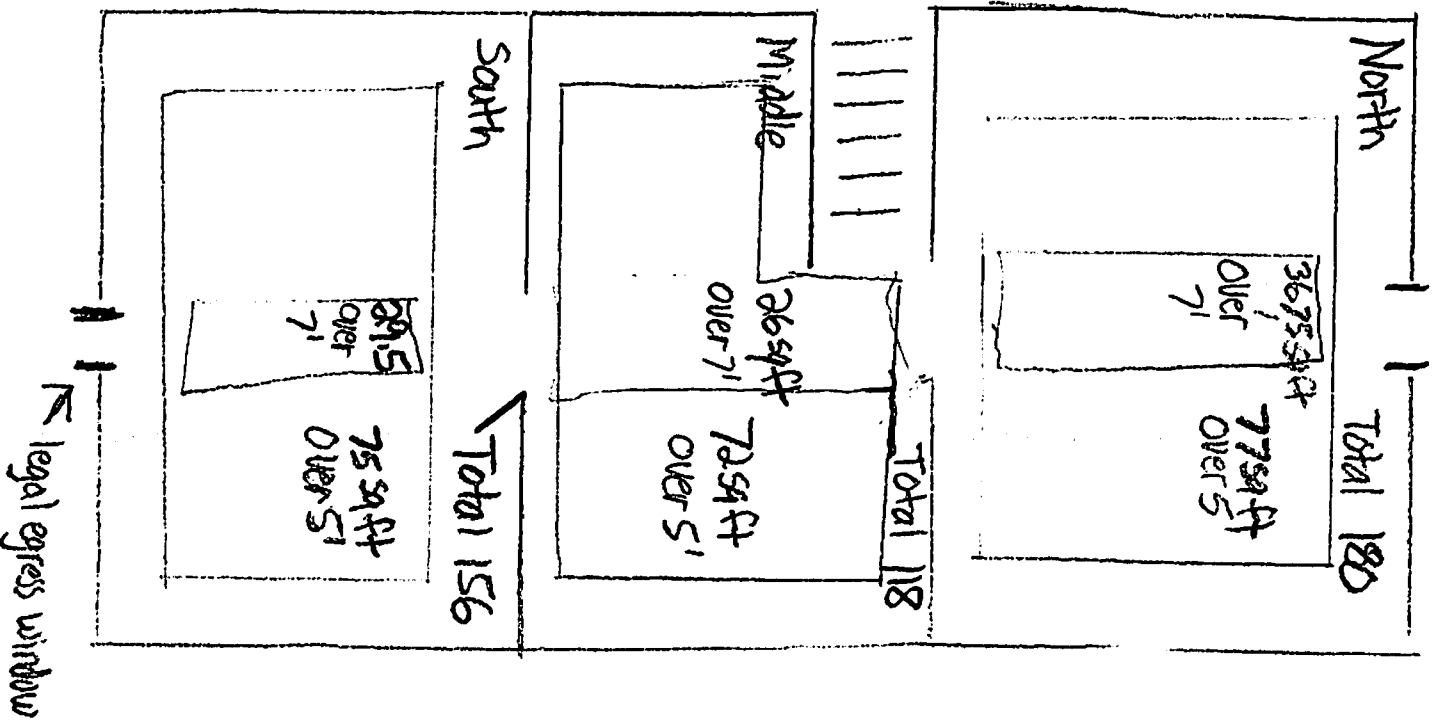 North
Total 180
36.75 sq ft
over
7'
77 sq ft
over 5'
Middle
Total 118
26 sq ft
over 7'
72 sq ft
over 5'
South
Total 156
29.5
over
7'
75 sq ft
over 5'
legal egress window